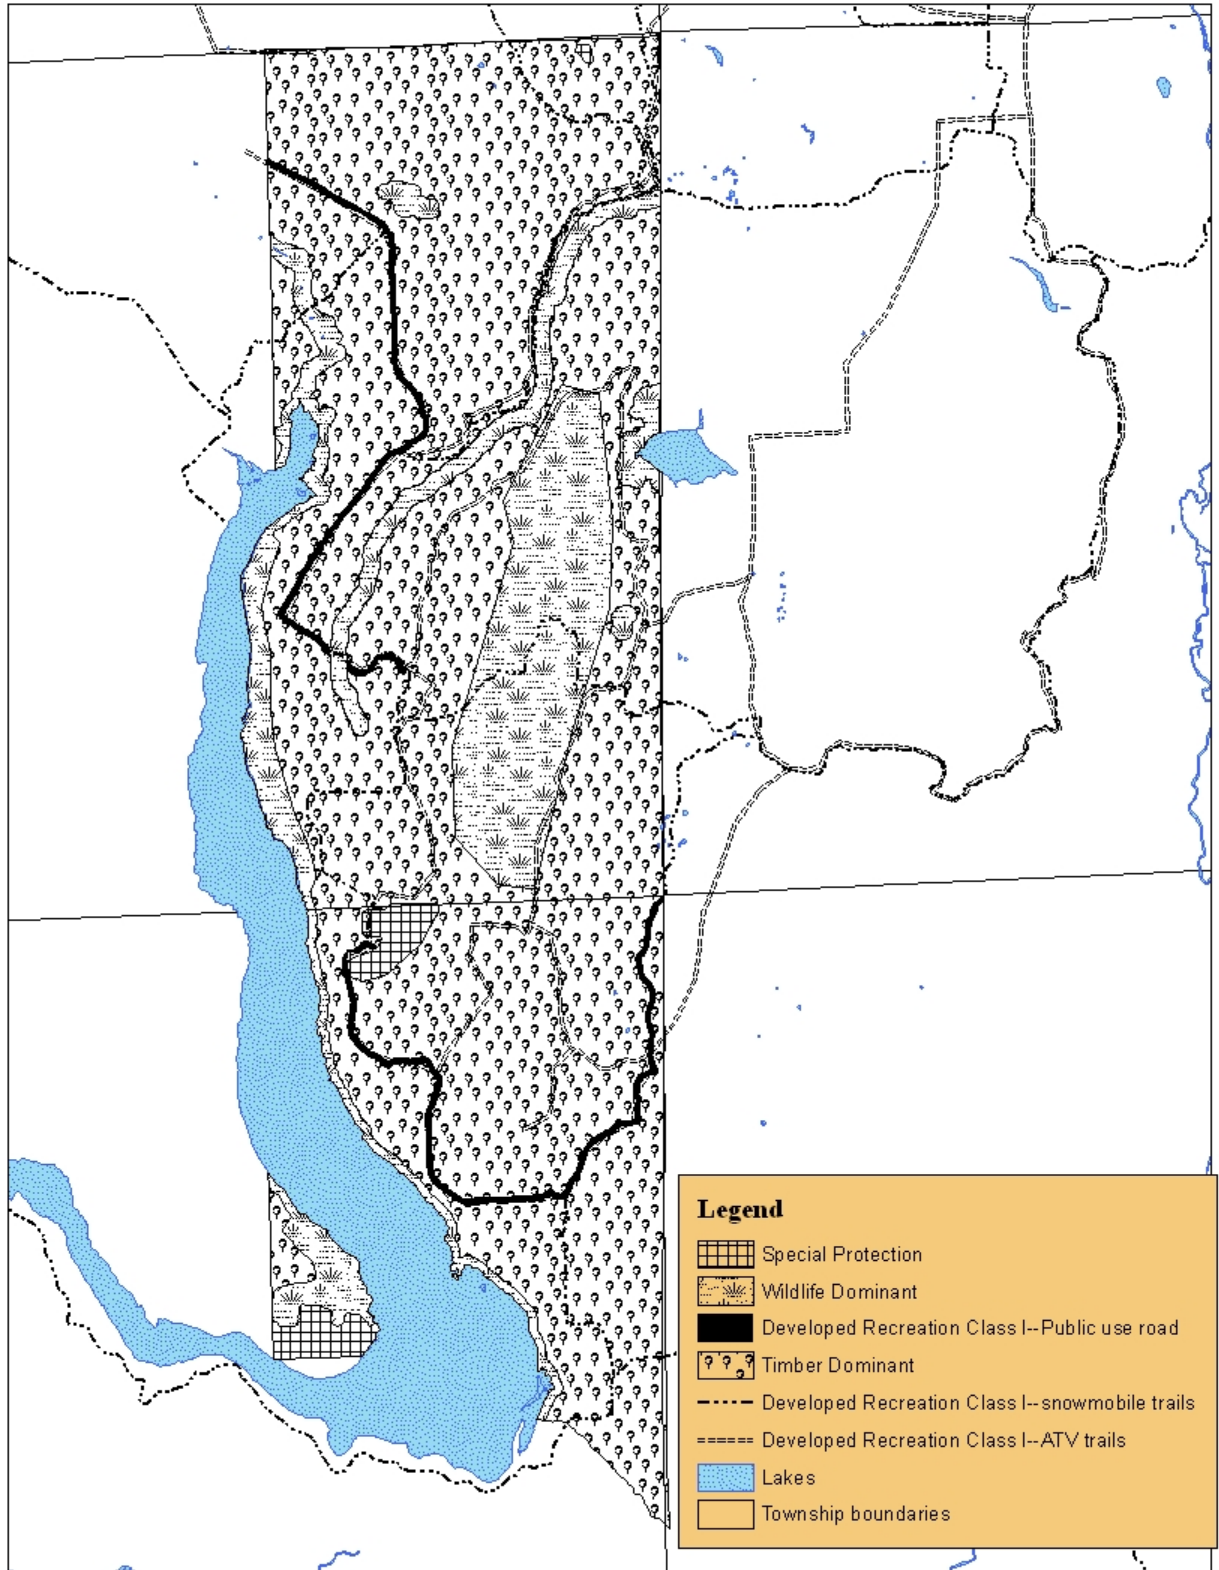 Legend
Special Protection
Wildlife Dominant
Developed Recreation Class I--Public use road
Timber Dominant
Developed Recreation Class I--snowmobile trails
Developed Recreation Class I--ATV trails
Lakes
Township boundaries